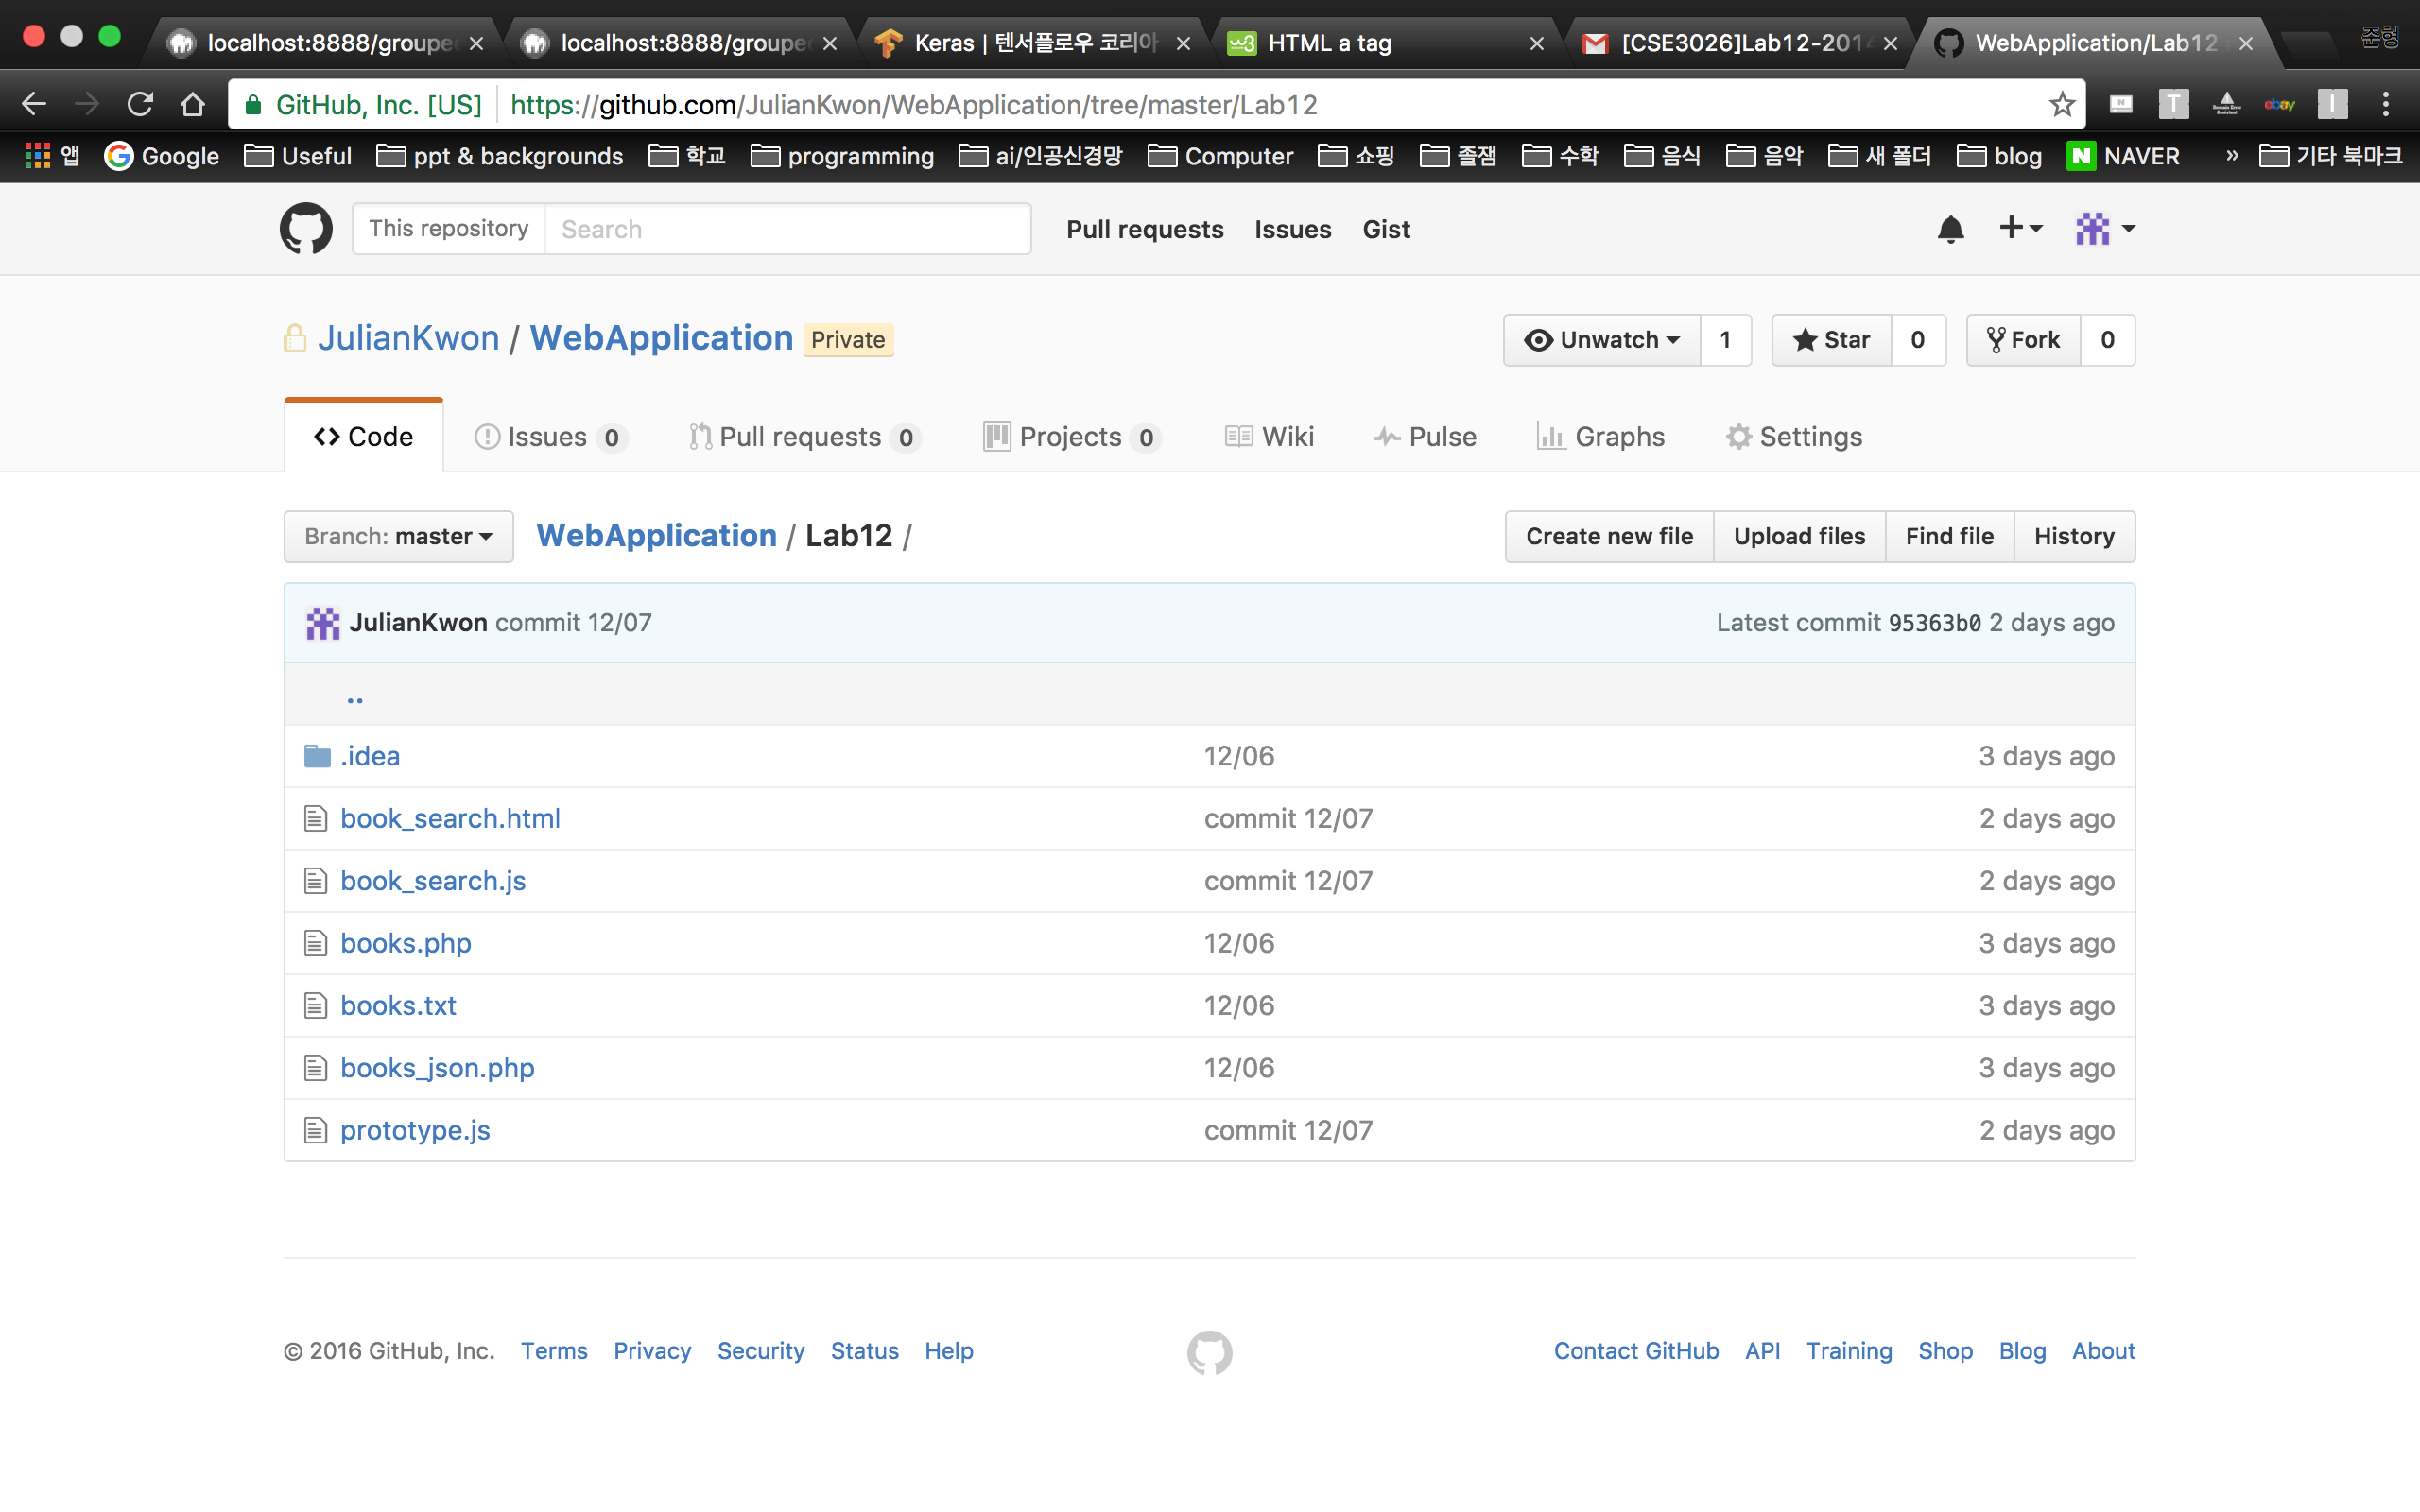 localhost:8888/grouped localhost:8888/grouped Keras | 텐서플로우 코리아 HTML a tag [CSE3026]Lab12-2014 WebApplication/Lab12 준형
GitHub, Inc. [US] https://github.com/JulianKwon/WebApplication/tree/master/Lab12
앱 Google Useful ppt & backgrounds 학교 programming ai/인공신경망 Computer 쇼핑 졸잼 수학 음식 음악 새 폴더 blog NAVER » 기타 북마크
This repository Search Pull requests Issues Gist
JulianKwon / WebApplication Private Unwatch 1 Star 0 Fork 0
Code Issues 0 Pull requests 0 Projects 0 Wiki Pulse Graphs Settings
Branch: master WebApplication / Lab12 / Create new file Upload files Find file History
JulianKwon commit 12/07 Latest commit 95363b0 2 days ago
..
.idea 12/06 3 days ago
book_search.html commit 12/07 2 days ago
book_search.js commit 12/07 2 days ago
books.php 12/06 3 days ago
books.txt 12/06 3 days ago
books_json.php 12/06 3 days ago
prototype.js commit 12/07 2 days ago
© 2016 GitHub, Inc. Terms Privacy Security Status Help Contact GitHub API Training Shop Blog About